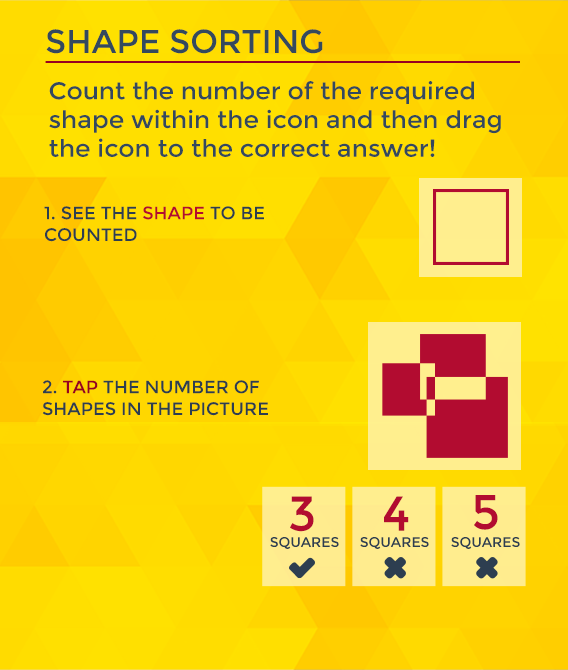 SHAPE SORTING
Count the number of the required
shape within the icon and then drag
the icon to the correct answer!
1. SEE THE SHAPE TO BE
COUNTED
2. TAP THE NUMBER OF
SHAPES IN THE PICTURE
3 4 5
SQUARES SQUARES SQUARES